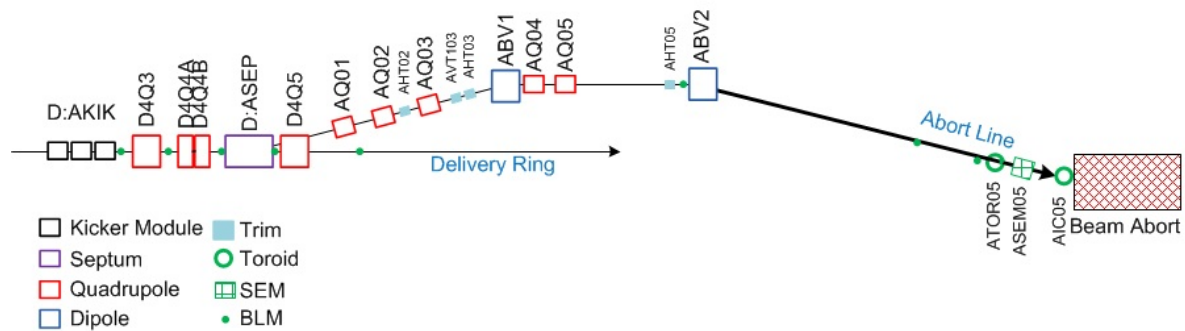 D:AKIK
D4Q3
D4Q4A
D4Q4B
D:ASEP
D4Q5
AQ01
AQ02
AHT02
AQ03
AVT103
AHT03
ABV1
AQ04
AQ05
AHT05
ABV2
Delivery Ring
Abort Line
ATOR05
ASEM05
AIC05
Beam Abort
Kicker Module
Trim
Septum
Toroid
Quadrupole
SEM
Dipole
BLM